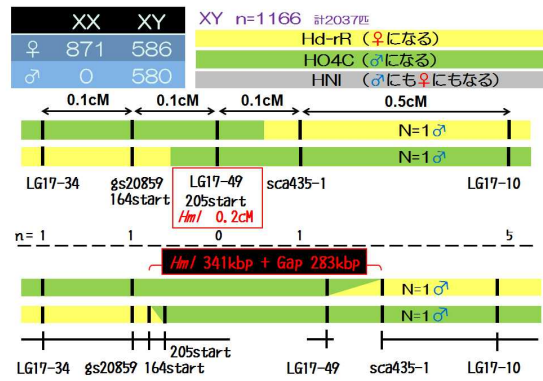 XX XY
♀ 871 586
♂ 0 580
XY n=1166 計2037匹
Hd-rR (♀になる)
HO4C (♂になる)
HNI (♂にも♀にもなる)
0.1cM 0.1cM 0.1cM 0.5cM
N=1♂
N=1♂
LG17-34 gs20859 LG17-49 sca435-1 LG17-10
164start 205start
Hml 0.2cM
n= 1 1 0 1 5
Hml 341kbp + Gap 283kbp
N=1♂
N=1♂
205start
LG17-34 gs20859 164start LG17-49 sca435-1 LG17-10